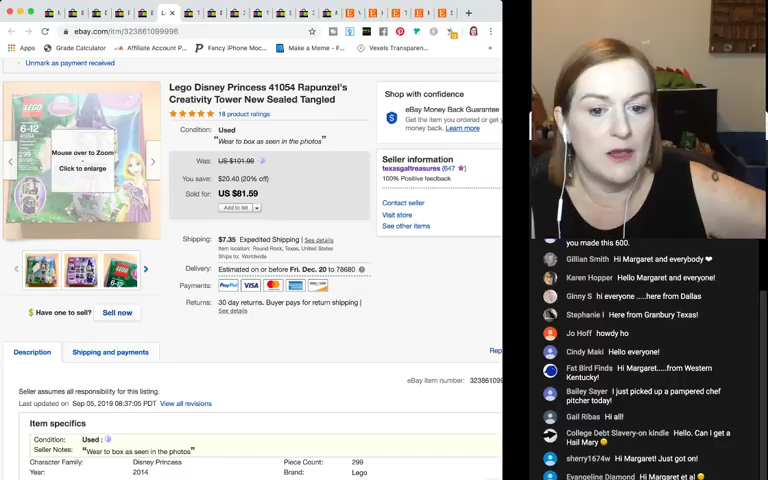 ebay.com/itm/323861099996
Apps
Grade Calculator
Affiliate Account P...
Fancy iPhone Moc...
Make a Meme - F...
Vexels Transparen...
Unmark as payment received
Lego Disney Princess 41054 Rapunzel's
Creativity Tower New Sealed Tangled
18 product ratings
Condition: Used
"Wear to box as seen in the photos"
Was: US $101.99
You save: $20.40 (20% off)
Sold for: US $81.59
Add to list
Shipping: $7.35 Expedited Shipping | See details
Item location: Round Rock, Texas, United States
Ships to: Worldwide
Delivery: Estimated on or before Fri. Dec. 20 to 78680
Payments: PayPal VISA
Returns: 30 day returns. Buyer pays for return shipping |
See details
LEGO
6-12
41054
299
Mouse over to Zoom
-
Click to enlarge
6-12
Have one to sell? Sell now
Shop with confidence
eBay Money Back Guarantee
Get the item you ordered or get y
money back. Learn more
Seller information
texasgaltreasures (647
100% Positive feedback
Contact seller
Visit store
See other items
Description
Shipping and payments
Rep
eBay item number: 3238610999
Seller assumes all responsibility for this listing.
Last updated on Sep 05, 2019 08:37:05 PDT View all revisions
Item specifics
Condition: Used :
Seller Notes: "Wear to box as seen in the photos"
Character Family: Disney Princess Piece Count: 299
Year: 2014 Brand: Lego
you made this 600.
Gillian Smith Hi Margaret and everybody ❤
Karen Hopper Hello Margaret and everyone!
Ginny S hi everyone .....here from Dallas
Stephanie I Here from Granbury Texas!
Jo Hoff howdy ho
Cindy Maki Hello everyone!
Fat Bird Finds Hi Margaret.....from Western
Kentucky!
Bailey Sayer I just picked up a pampered chef
pitcher today!
Gail Ribas Hi all!
College Debt Slavery-on kindle Hello. Can I get a
Hail Mary
sherry1674w Hi Margaret! Just got on!
Evangeline Diamond Hi Margaret et al